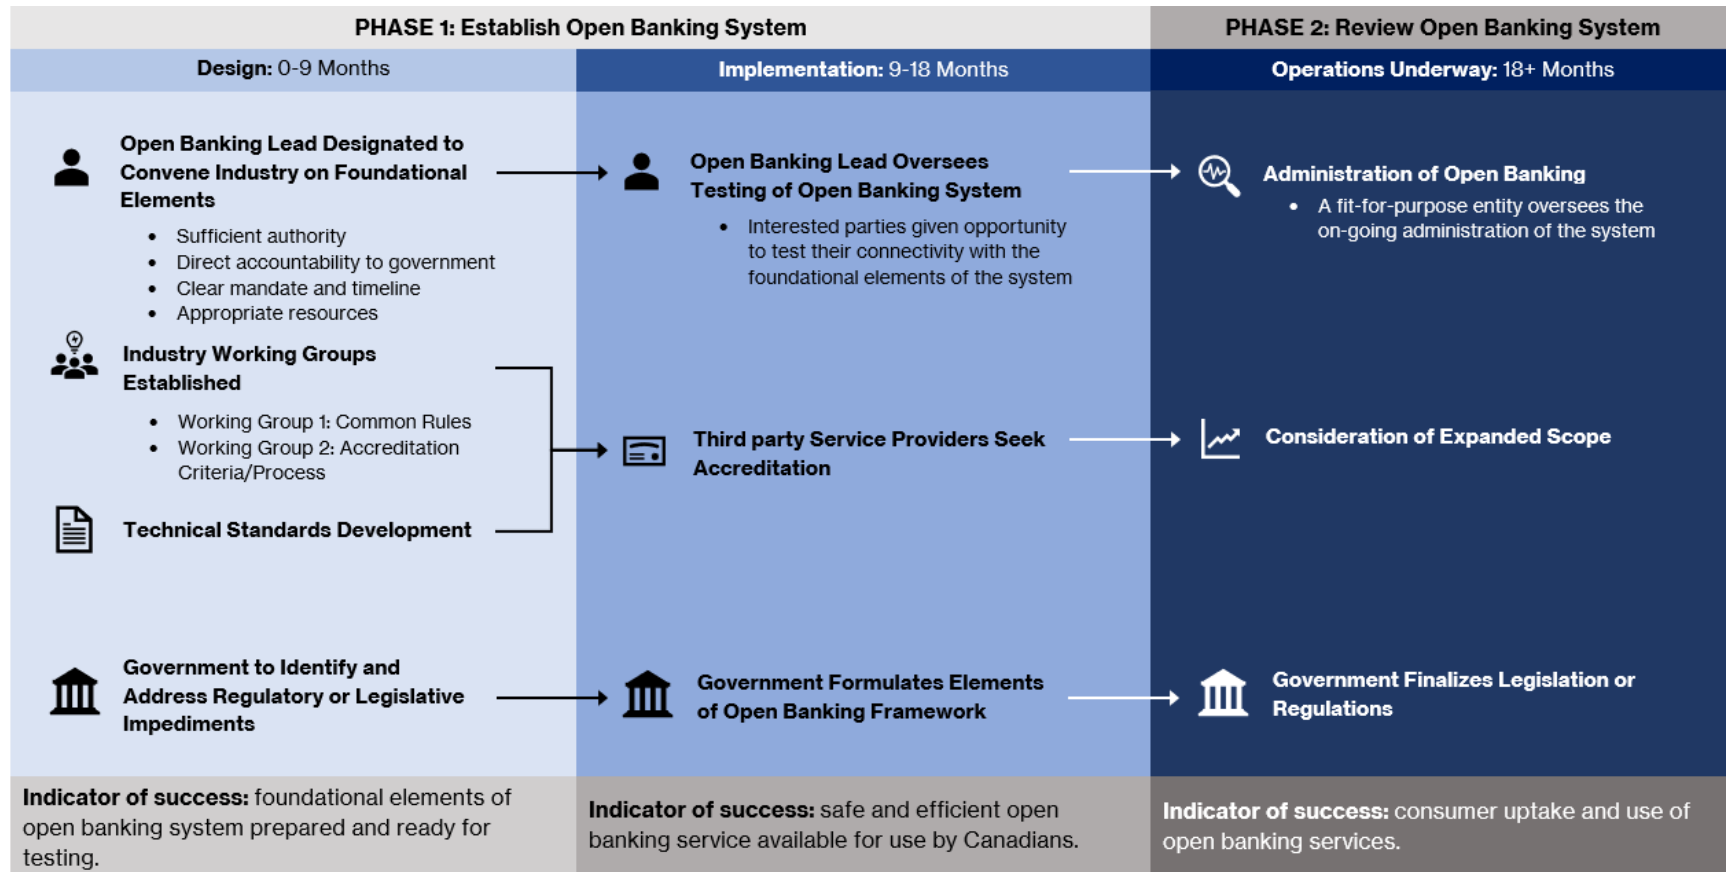 PHASE 1: Establish Open Banking System
PHASE 2: Review Open Banking System
Design: 0-9 Months
Implementation: 9-18 Months
Operations Underway: 18+ Months
Open Banking Lead Designated to
Convene Industry on Foundational
Elements
• Sufficient authority
• Direct accountability to government
• Clear mandate and timeline
• Appropriate resources
Industry Working Groups
Established
• Working Group 1: Common Rules
• Working Group 2: Accreditation
Criteria/Process
Technical Standards Development
Government to Identify and
Address Regulatory or Legislative
Impediments
Indicator of success: foundational elements of
open banking system prepared and ready for
testing.
Open Banking Lead Oversees
Testing of Open Banking System
• Interested parties given opportunity
to test their connectivity with the
foundational elements of the system
Third party Service Providers Seek
Accreditation
Government Formulates Elements
of Open Banking Framework
Indicator of success: safe and efficient open
banking service available for use by Canadians.
Administration of Open Banking
• A fit-for-purpose entity oversees the
on-going administration of the system
Consideration of Expanded Scope
Government Finalizes Legislation or
Regulations
Indicator of success: consumer uptake and use of
open banking services.